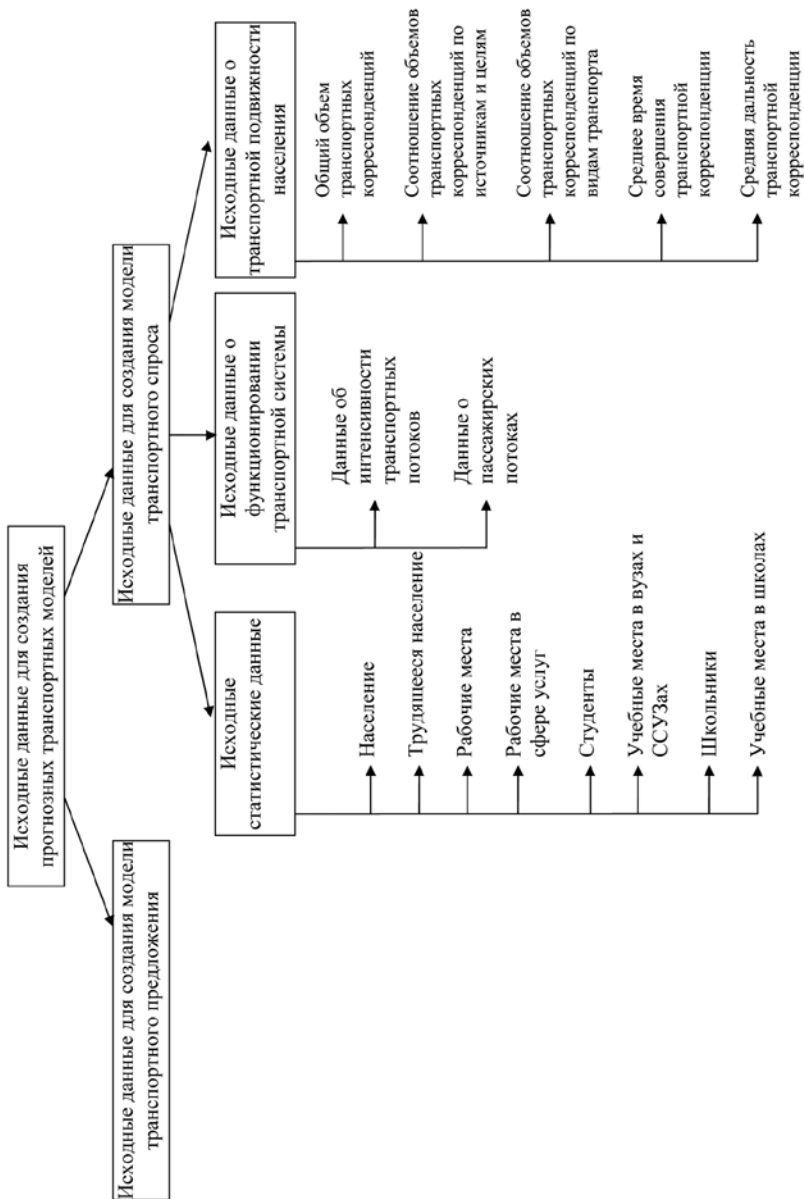 Исходные данные для создания
прогнозных транспортных моделей
Исходные данные для создания модели
транспортного предложения
Исходные данные для создания модели
транспортного спроса
Исходные
статистические данные
Население
Трудящееся население
Рабочие места
Рабочие места в
сфере услуг
Студенты
Учебные места в вузах и
ССУЗах
Школьники
Учебные места в школах
Исходные данные о
функционировании
транспортной системы
Данные об
интенсивности
транспортных
потоков
Данные о
пассажирских
потоках
Исходные данные о
транспортной подвижности
населения
Общий объем
транспортных
корреспонденций
Соотношение объемов
транспортных
корреспонденций по
источникам и целям
Соотношение объемов
транспортных
корреспонденций по
видам транспорта
Среднее время
совершения
транспортной
корреспонденции
Средняя дальность
транспортной
корреспонденции